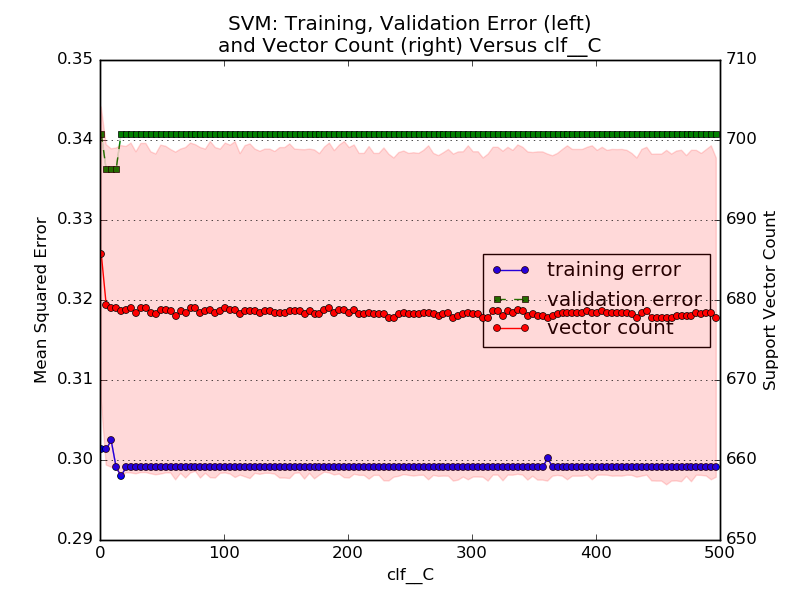 SVM: Training, Validation Error (left)
and Vector Count (right) Versus clf__C
0.35
0.34
0.33
0.32
0.31
0.30
0.29
Mean Squared Error
710
700
690
680
670
660
650
Support Vector Count
training error
validation error
vector count
0 100 200 300 400 500
clf__C